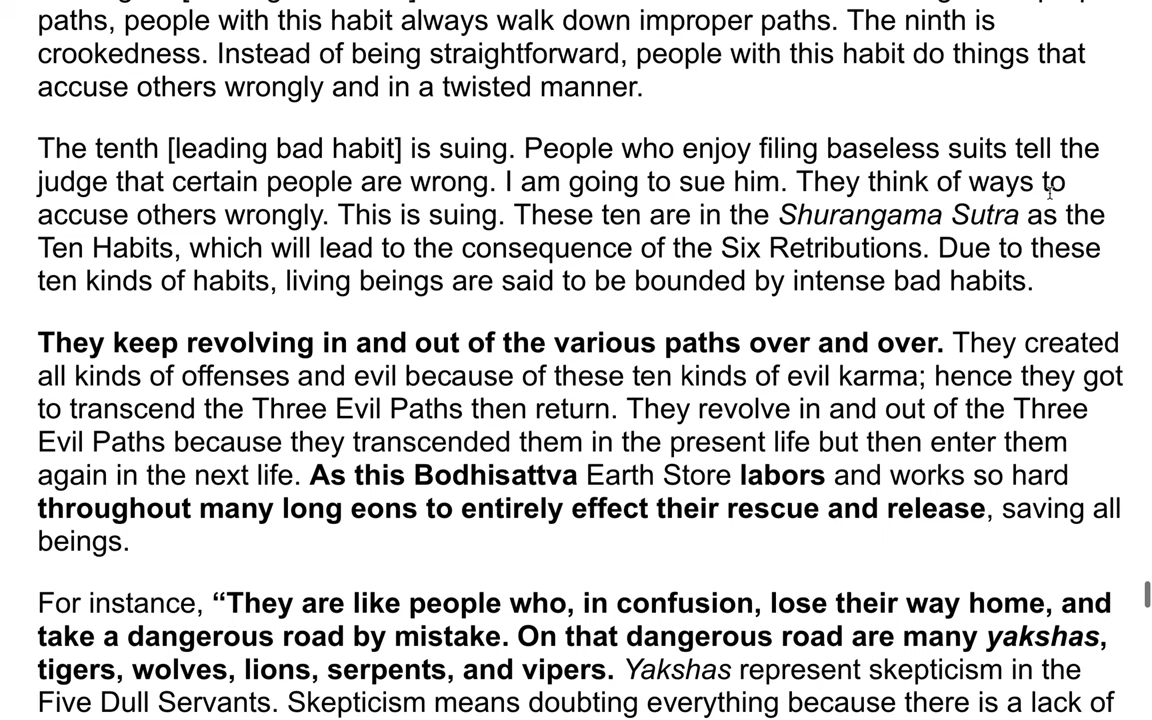 paths, people with this habit always walk down improper paths. The ninth is
crookedness. Instead of being straightforward, people with this habit do things that
accuse others wrongly and in a twisted manner.
The tenth [leading bad habit] is suing. People who enjoy filing baseless suits tell the
judge that certain people are wrong. I am going to sue him. They think of ways to
accuse others wrongly. This is suing. These ten are in the Shurangama Sutra as the
Ten Habits, which will lead to the consequence of the Six Retributions. Due to these
ten kinds of habits, living beings are said to be bounded by intense bad habits.
They keep revolving in and out of the various paths over and over. They created
all kinds of offenses and evil because of these ten kinds of evil karma; hence they got
to transcend the Three Evil Paths then return. They revolve in and out of the Three
Evil Paths because they transcended them in the present life but then enter them
again in the next life. As this Bodhisattva Earth Store labors and works so hard
throughout many long eons to entirely effect their rescue and release, saving all
beings.
For instance, “They are like people who, in confusion, lose their way home, and
take a dangerous road by mistake. On that dangerous road are many yakshas,
tigers, wolves, lions, serpents, and vipers. Yakshas represent skepticism in the
Five Dull Servants. Skepticism means doubting everything because there is a lack of